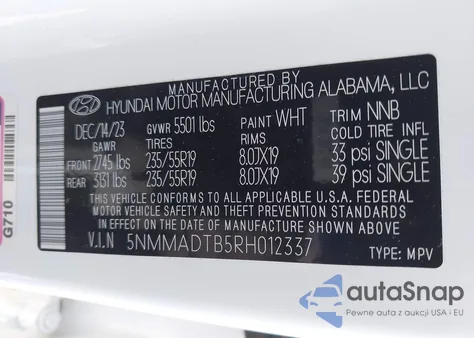 MANUFACTURED BY
HYUNDAI MOTOR MANUFACTURING ALABAMA, LLC
DEC/14/23 GVWR 5501 lbs PAINT WHT TRIM NNB
GAWR TIRES RIMS COLD TIRE INFL.
FRONT 2745 lbs 235/55R19 8.0JX19 33 psi SINGLE
REAR 3131 lbs 235/55R19 8.0JX19 39 psi SINGLE
THIS VEHICLE CONFORMS TO ALL APPLICABLE U.S.A. FEDERAL
MOTOR VEHICLE SAFETY AND THEFT PREVENTION STANDARDS
IN EFFECT ON THE DATE OF MANUFACTURE SHOWN ABOVE.
V.I.N 5NMMADTB5RH012337 TYPE: MPV
G710
autoSnap
Pewne auta z aukcji USA i EU